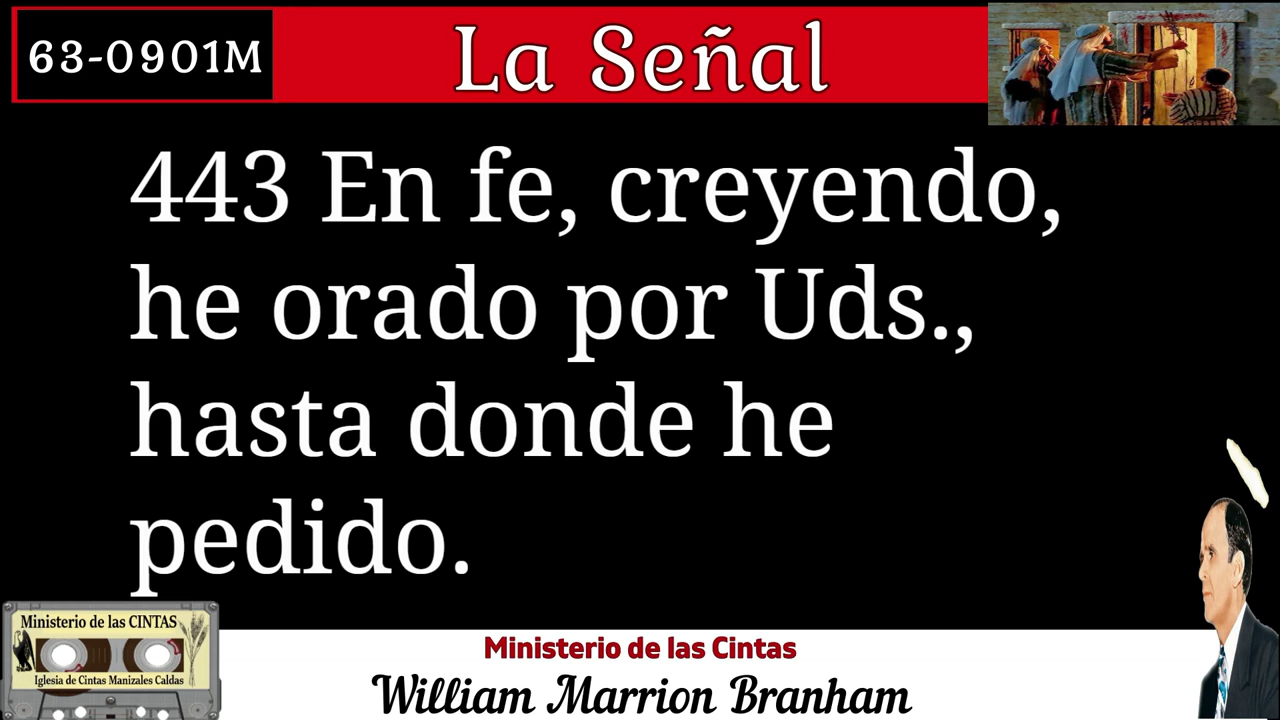 63-0901M
La Señal
443 En fe, creyendo,
he orado por Uds.,
hasta donde he
pedido.
Ministerio de las CINTAS
Iglesia de Cintas Manizales Caldas
Ministerio de las Cintas
William Marrion Branham